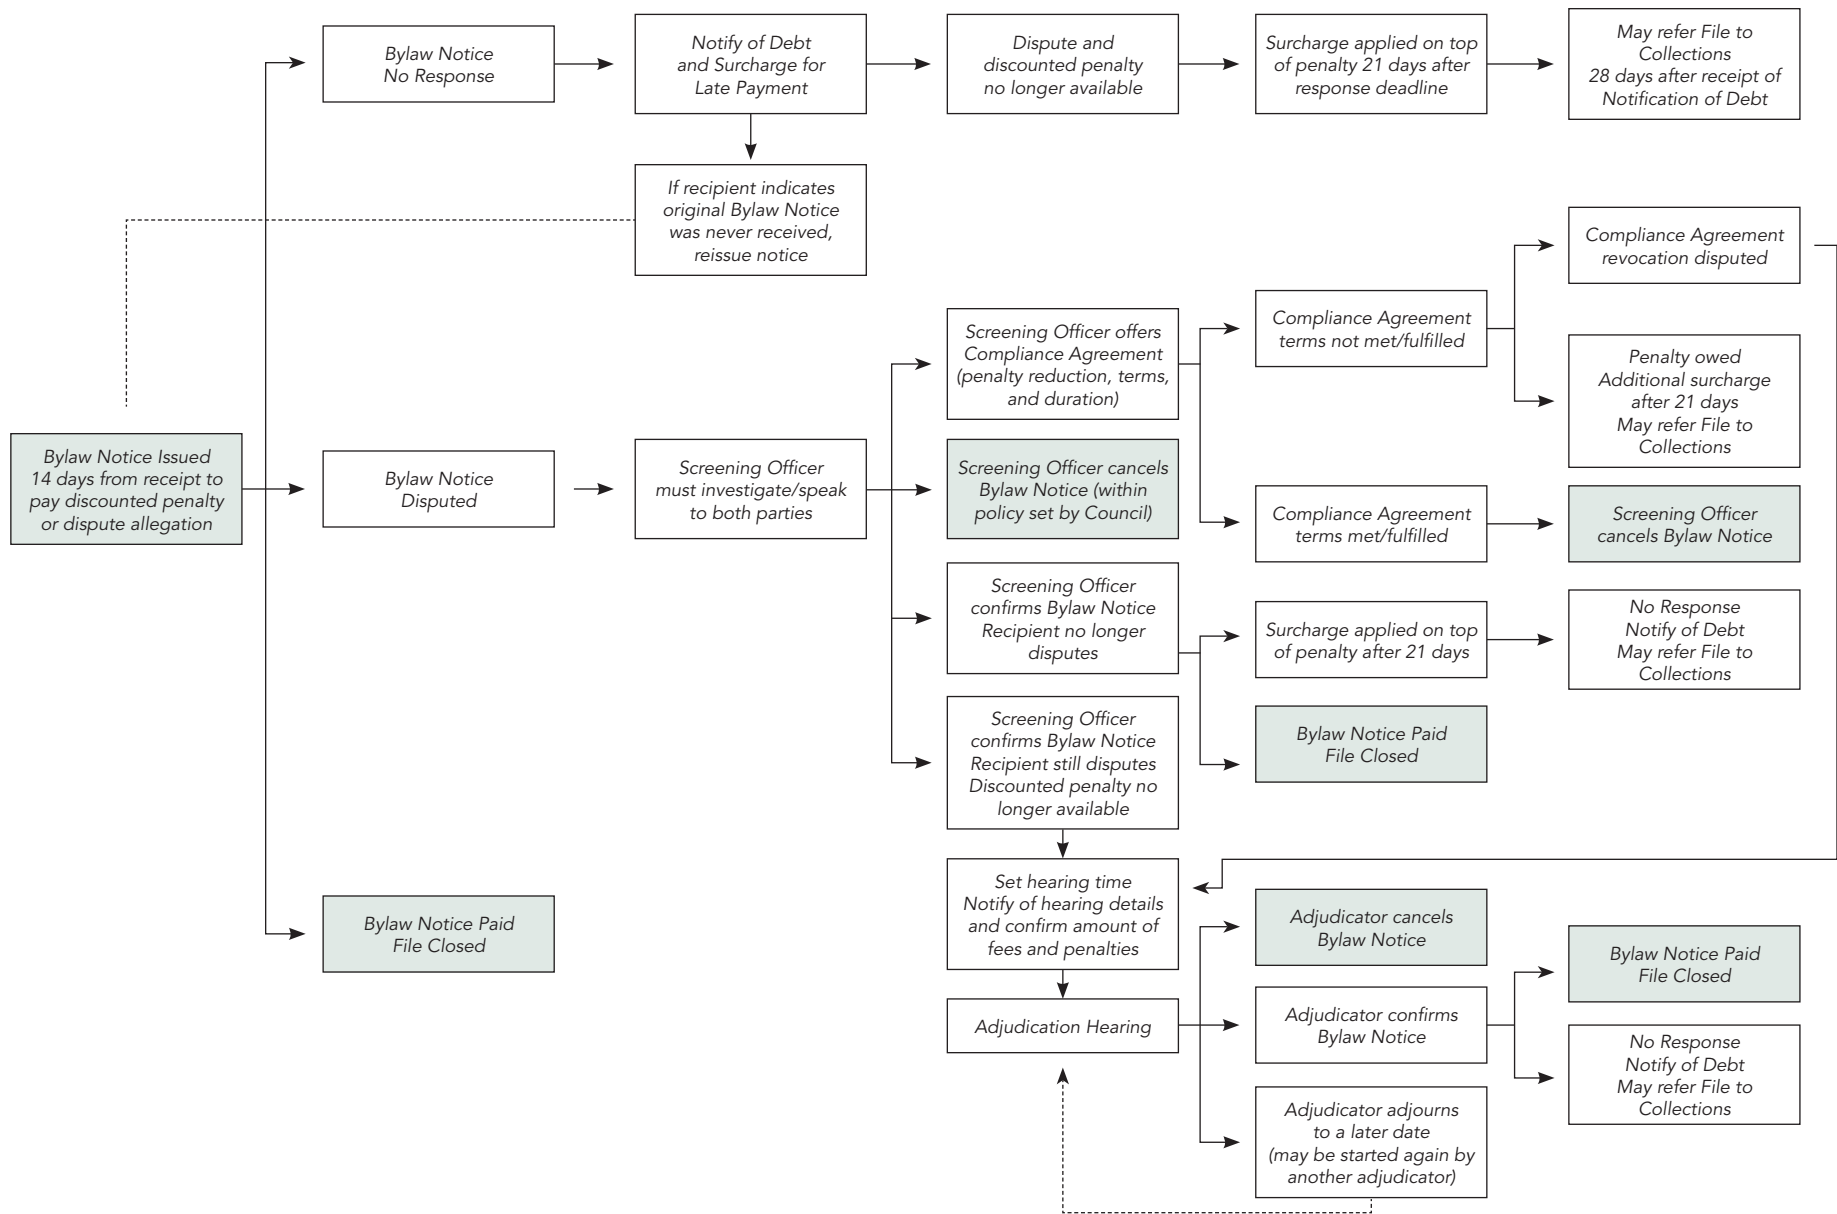 Bylaw Notice
No Response
Notify of Debt
and Surcharge for
Late Payment
Dispute and
discounted penalty
no longer available
Surcharge applied on top
of penalty 21 days after
response deadline
May refer File to
Collections
28 days after receipt of
Notification of Debt
If recipient indicates
original Bylaw Notice
was never received,
reissue notice
Bylaw Notice Issued
14 days from receipt to
pay discounted penalty
or dispute allegation
Bylaw Notice
Disputed
Screening Officer
must investigate/speak
to both parties
Screening Officer offers
Compliance Agreement
(penalty reduction, terms,
and duration)
Compliance Agreement
terms not met/fulfilled
Compliance Agreement
revocation disputed
Penalty owed
Additional surcharge
after 21 days
May refer File to
Collections
Screening Officer cancels
Bylaw Notice (within
policy set by Council)
Compliance Agreement
terms met/fulfilled
Screening Officer
cancels Bylaw Notice
Screening Officer
confirms Bylaw Notice
Recipient no longer
disputes
Surcharge applied on top
of penalty after 21 days
No Response
Notify of Debt
May refer File to
Collections
Bylaw Notice Paid
File Closed
Screening Officer
confirms Bylaw Notice
Recipient still disputes
Discounted penalty no
longer available
Bylaw Notice Paid
File Closed
Set hearing time
Notify of hearing details
and confirm amount of
fees and penalties
Adjudication Hearing
Adjudicator cancels
Bylaw Notice
Adjudicator confirms
Bylaw Notice
Bylaw Notice Paid
File Closed
No Response
Notify of Debt
May refer File to
Collections
Adjudicator adjourns
to a later date
(may be started again by
another adjudicator)